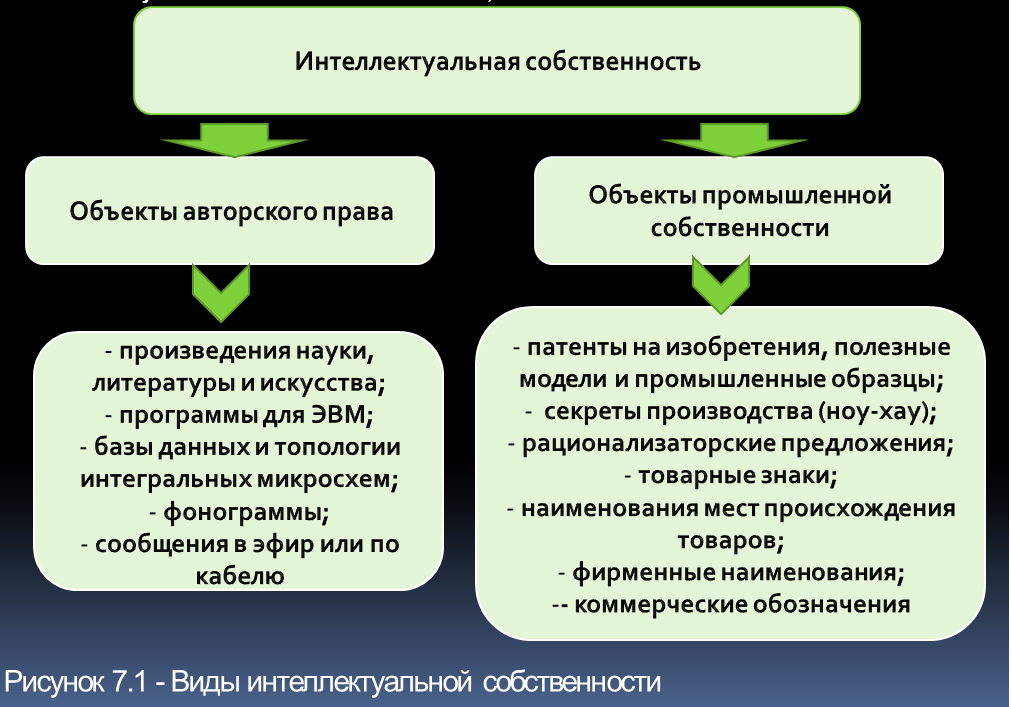 Интеллектуальная собственность
Объекты авторского права
Объекты промышленной
собственности
- произведения науки,
литературы и искусства;
- программы для ЭВМ;
- базы данных и топологии
интегральных микросхем;
- фонограммы;
- сообщения в эфир или по
кабелю
- патенты на изобретения, полезные
модели и промышленные образцы;
- секреты производства (ноу-хау);
- рационализаторские предложения;
- товарные знаки;
- наименования мест происхождения
товаров;
- фирменные наименования;
-- коммерческие обозначения
Рисунок 7.1 - Виды интеллектуальной собственности